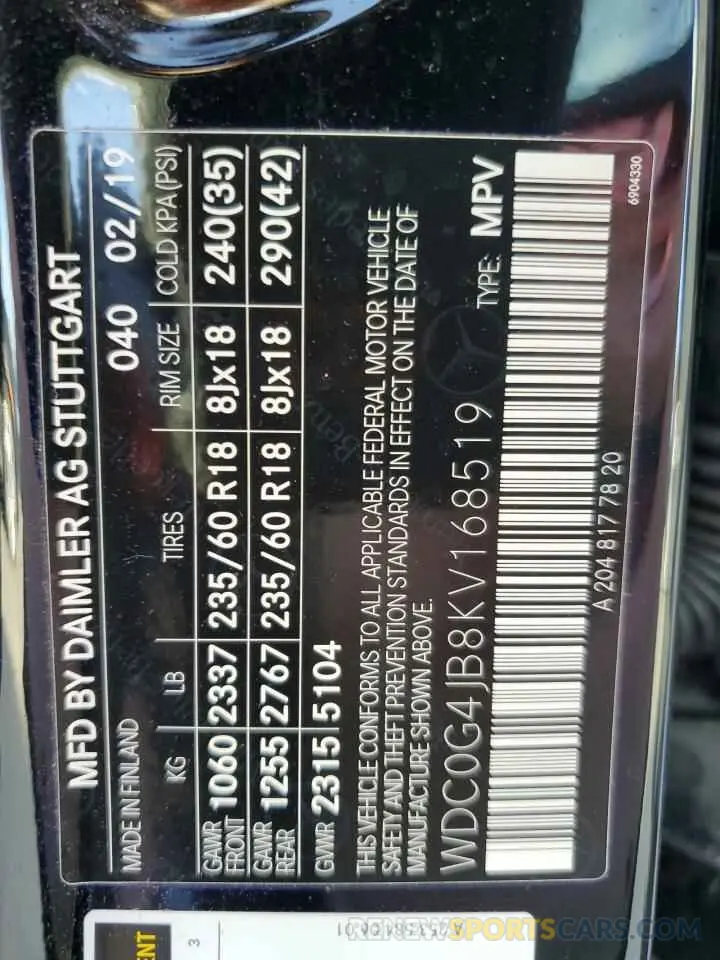 MFD BY DAIMLER AG STUTTGART
MADE IN FINLAND 040 02/19
KG LB TIRES RIM SIZE COLD KPA (PSI)
GAWR FRONT 1060 2337 235/60 R18 8Jx18 240(35)
GAWR REAR 1255 2767 235/60 R18 8Jx18 290(42)
GVWR 2315 5104
THIS VEHICLE CONFORMS TO ALL APPLICABLE FEDERAL MOTOR VEHICLE
SAFETY AND THEFT PREVENTION STANDARDS IN EFFECT ON THE DATE OF
MANUFACTURE SHOWN ABOVE.
WDC0G4JB8KV168519 TYPE: MPV
A 204 817 78 20
6904330
3
RENEWSPORTSCARS.COM